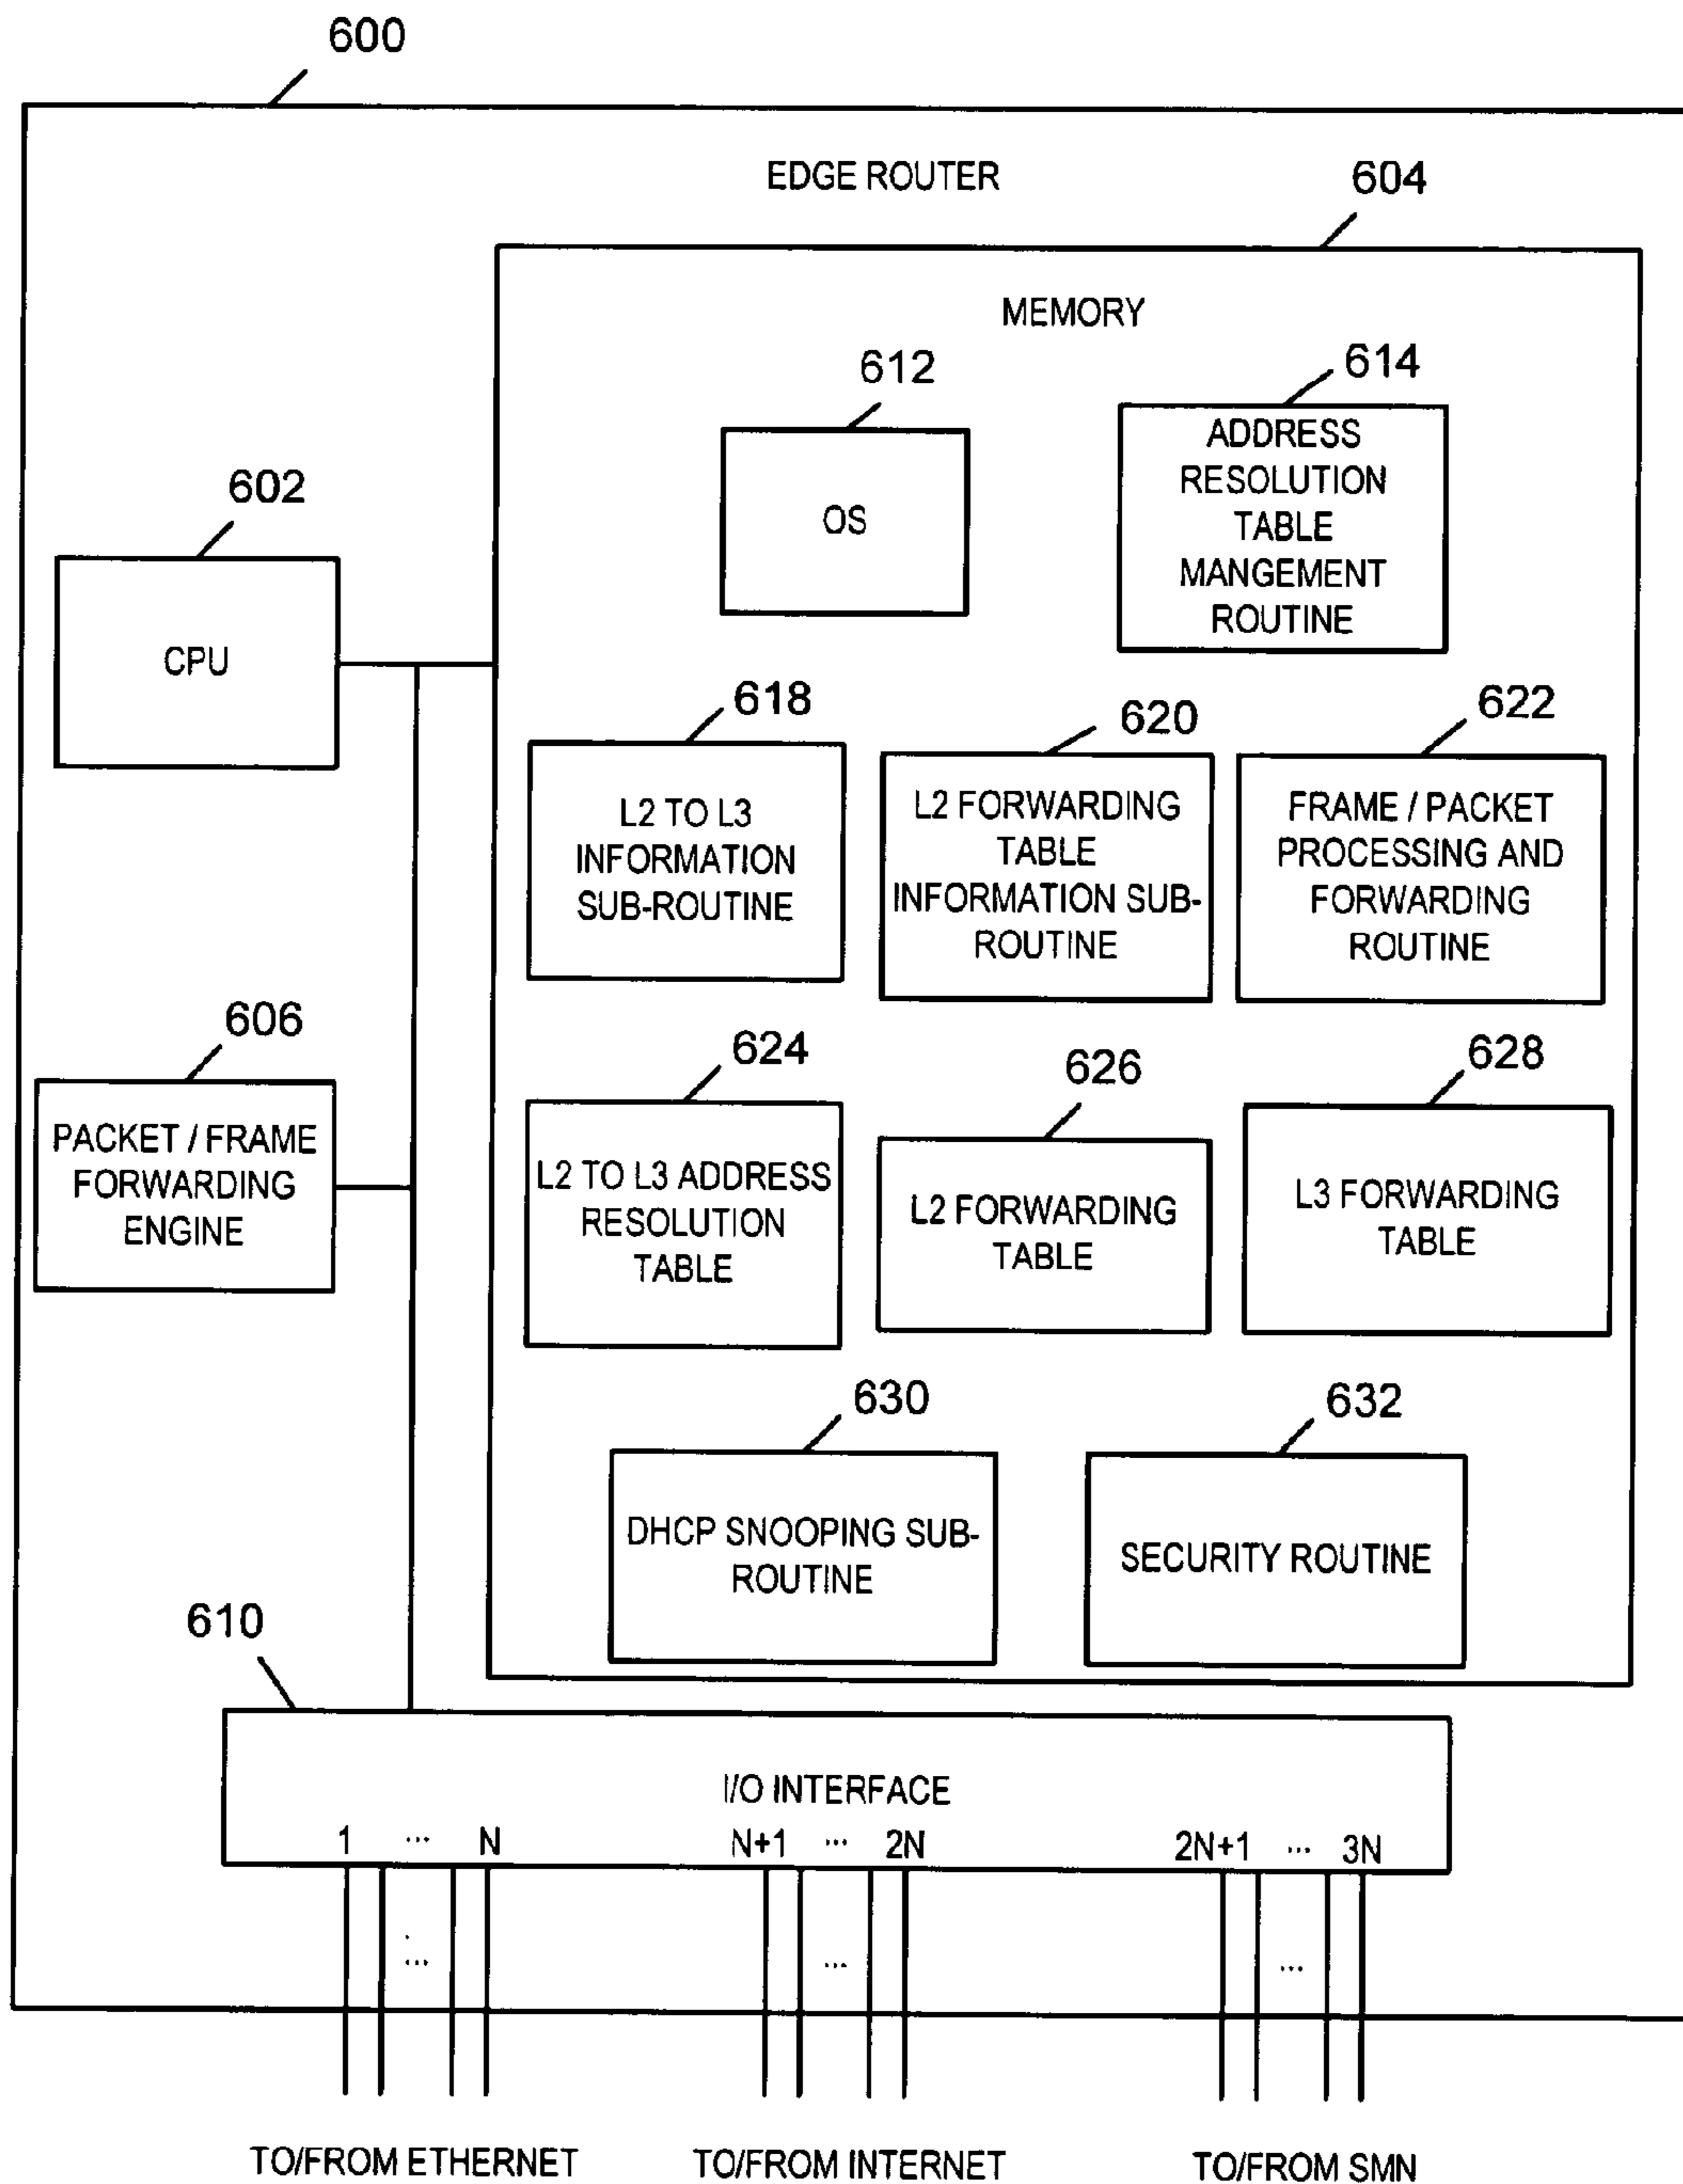 600
EDGE ROUTER
604
MEMORY
612
614
OS
ADDRESS
RESOLUTION
TABLE
MANGEMENT
ROUTINE
602
CPU
618
620
622
L2 TO L3
INFORMATION
SUB-ROUTINE
L2 FORWARDING
TABLE
INFORMATION SUB-
ROUTINE
FRAME / PACKET
PROCESSING AND
FORWARDING
ROUTINE
606
PACKET / FRAME
FORWARDING
ENGINE
624
626
628
L2 TO L3 ADDRESS
RESOLUTION
TABLE
L2 FORWARDING
TABLE
L3 FORWARDING
TABLE
630
632
DHCP SNOOPING SUB-
ROUTINE
SECURITY ROUTINE
610
I/O INTERFACE
1 ... N N+1 ... 2N 2N+1 ... 3N
... ... ...
TO/FROM ETHERNET
TO/FROM INTERNET
TO/FROM SMN